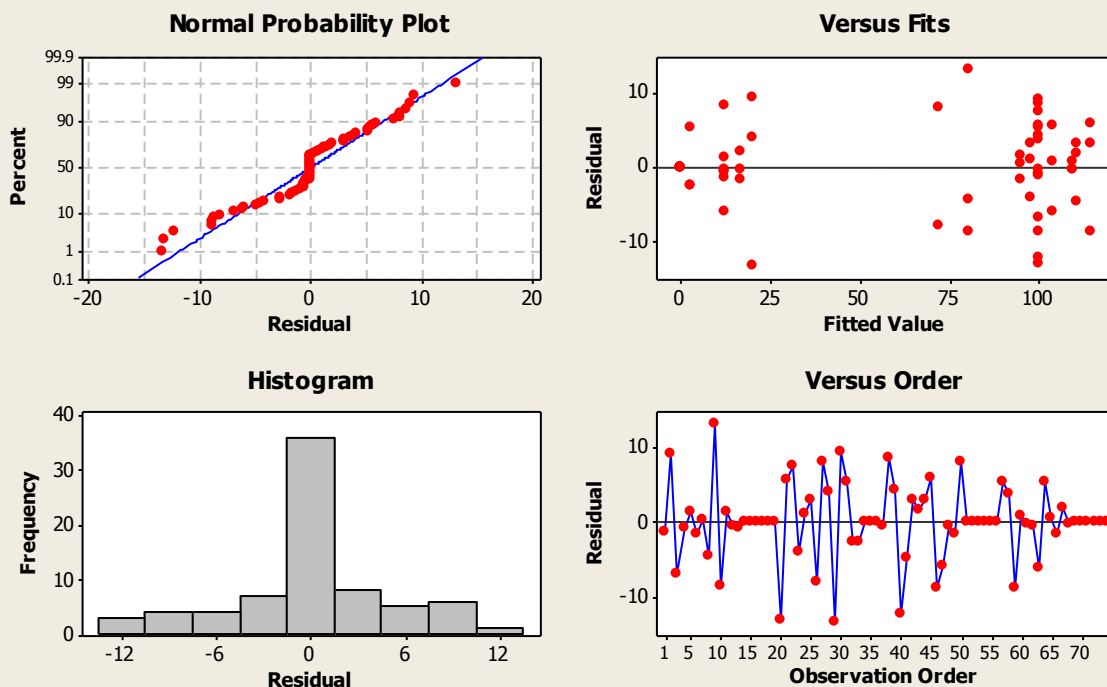 Normal Probability Plot
99.9
99
90
50
10
1
0.1
Percent
-20 -10 0 10 20
Residual
Versus Fits
10
0
-10
Residual
0 25 50 75 100
Fitted Value
Histogram
40
30
20
10
0
Frequency
-12 -6 0 6 12
Residual
Versus Order
10
0
-10
Residual
1 5 10 15 20 25 30 35 40 45 50 55 60 65 70
Observation Order